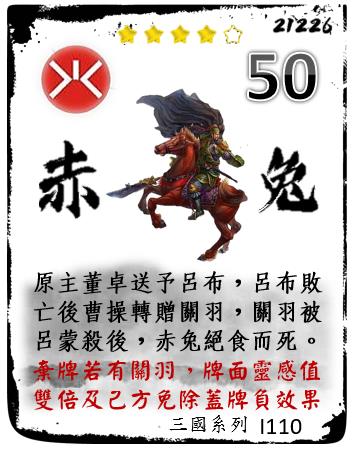 21226
50
赤 兔
原主董卓送予呂布，呂布敗
亡後曹操轉贈關羽，關羽被
呂蒙殺後，赤兔絕食而死。
棄牌若有關羽，牌面靈感值
雙倍及己方免除蓋牌負效果
三國系列 I110